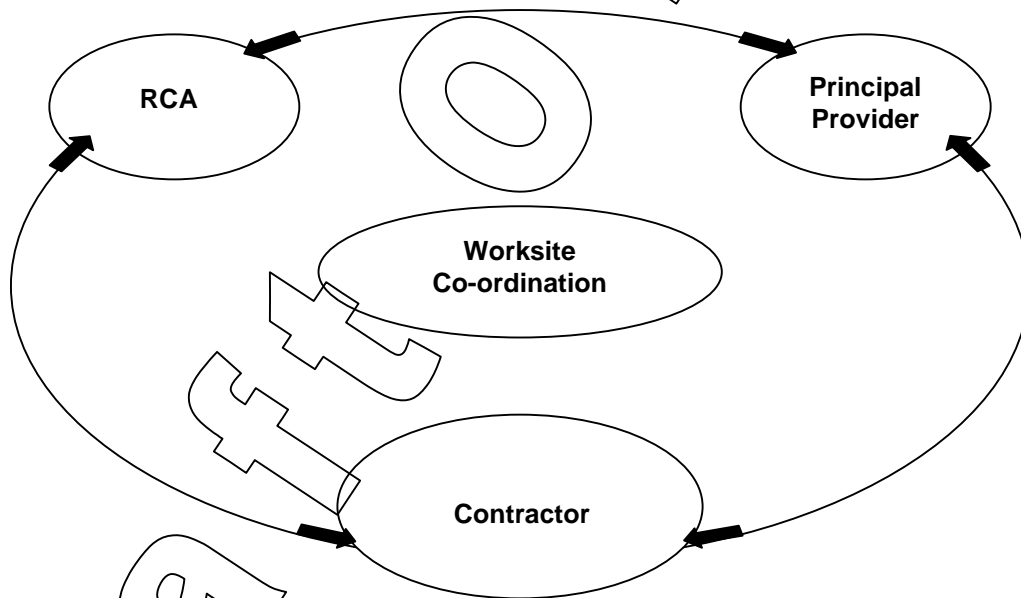 RCA
Principal
Provider
Worksite
Co-ordination
Contractor